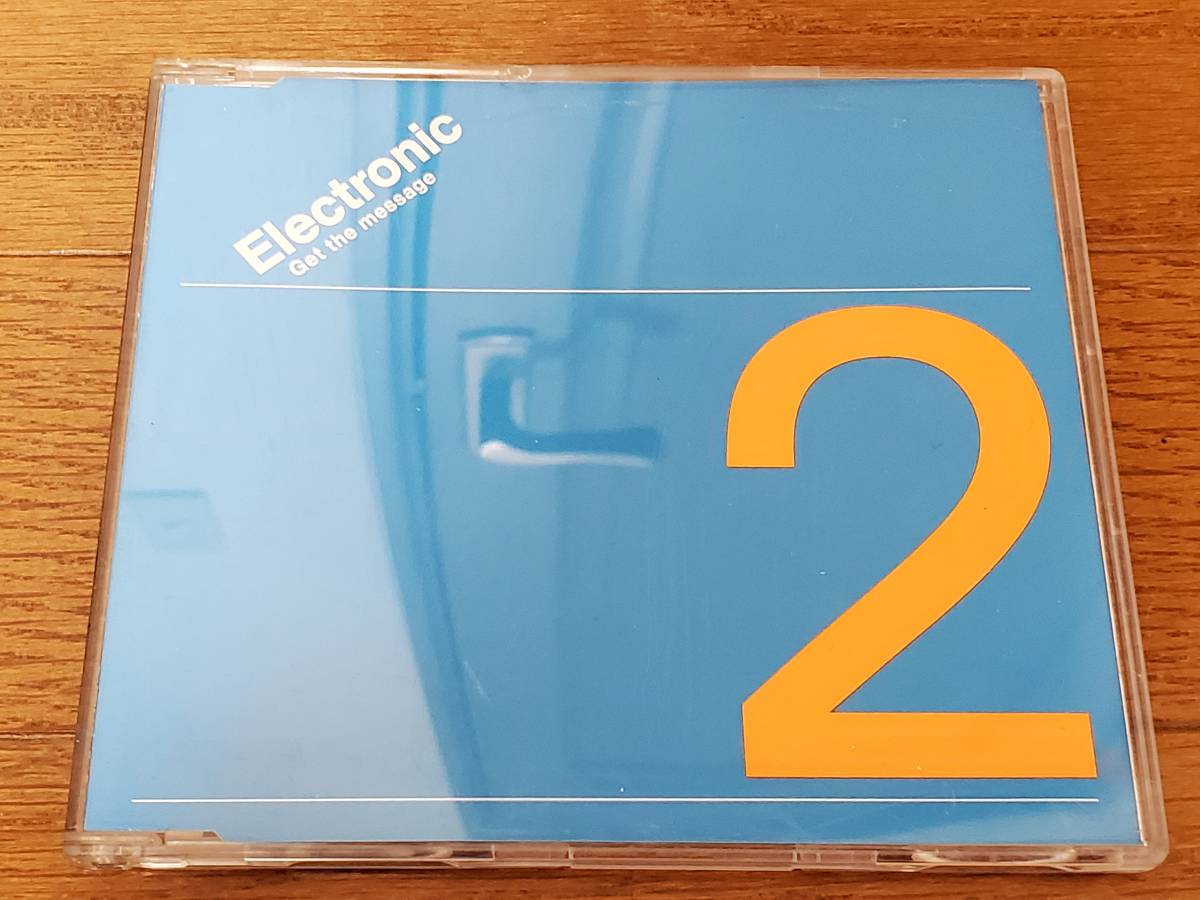 Electronic
Get the message
2